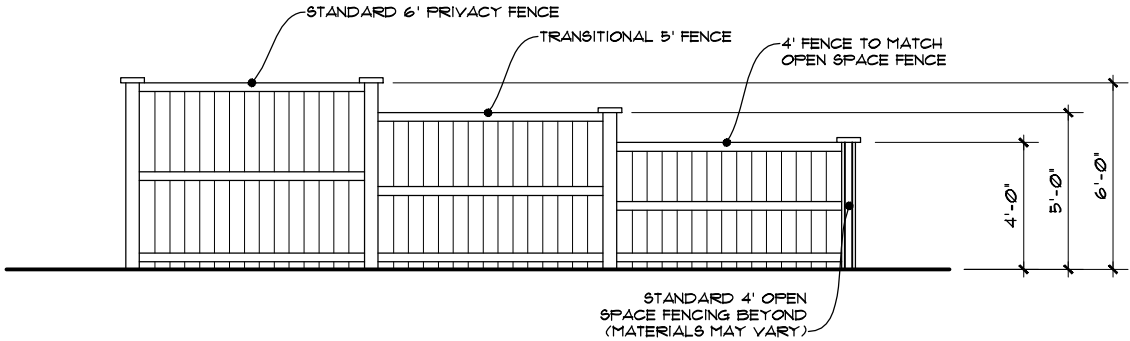 STANDARD 6' PRIVACY FENCE
TRANSITIONAL 5' FENCE
4' FENCE TO MATCH
OPEN SPACE FENCE
4'-0"
5'-0"
6'-0"
STANDARD 4' OPEN
SPACE FENCING BEYOND
(MATERIALS MAY VARY)